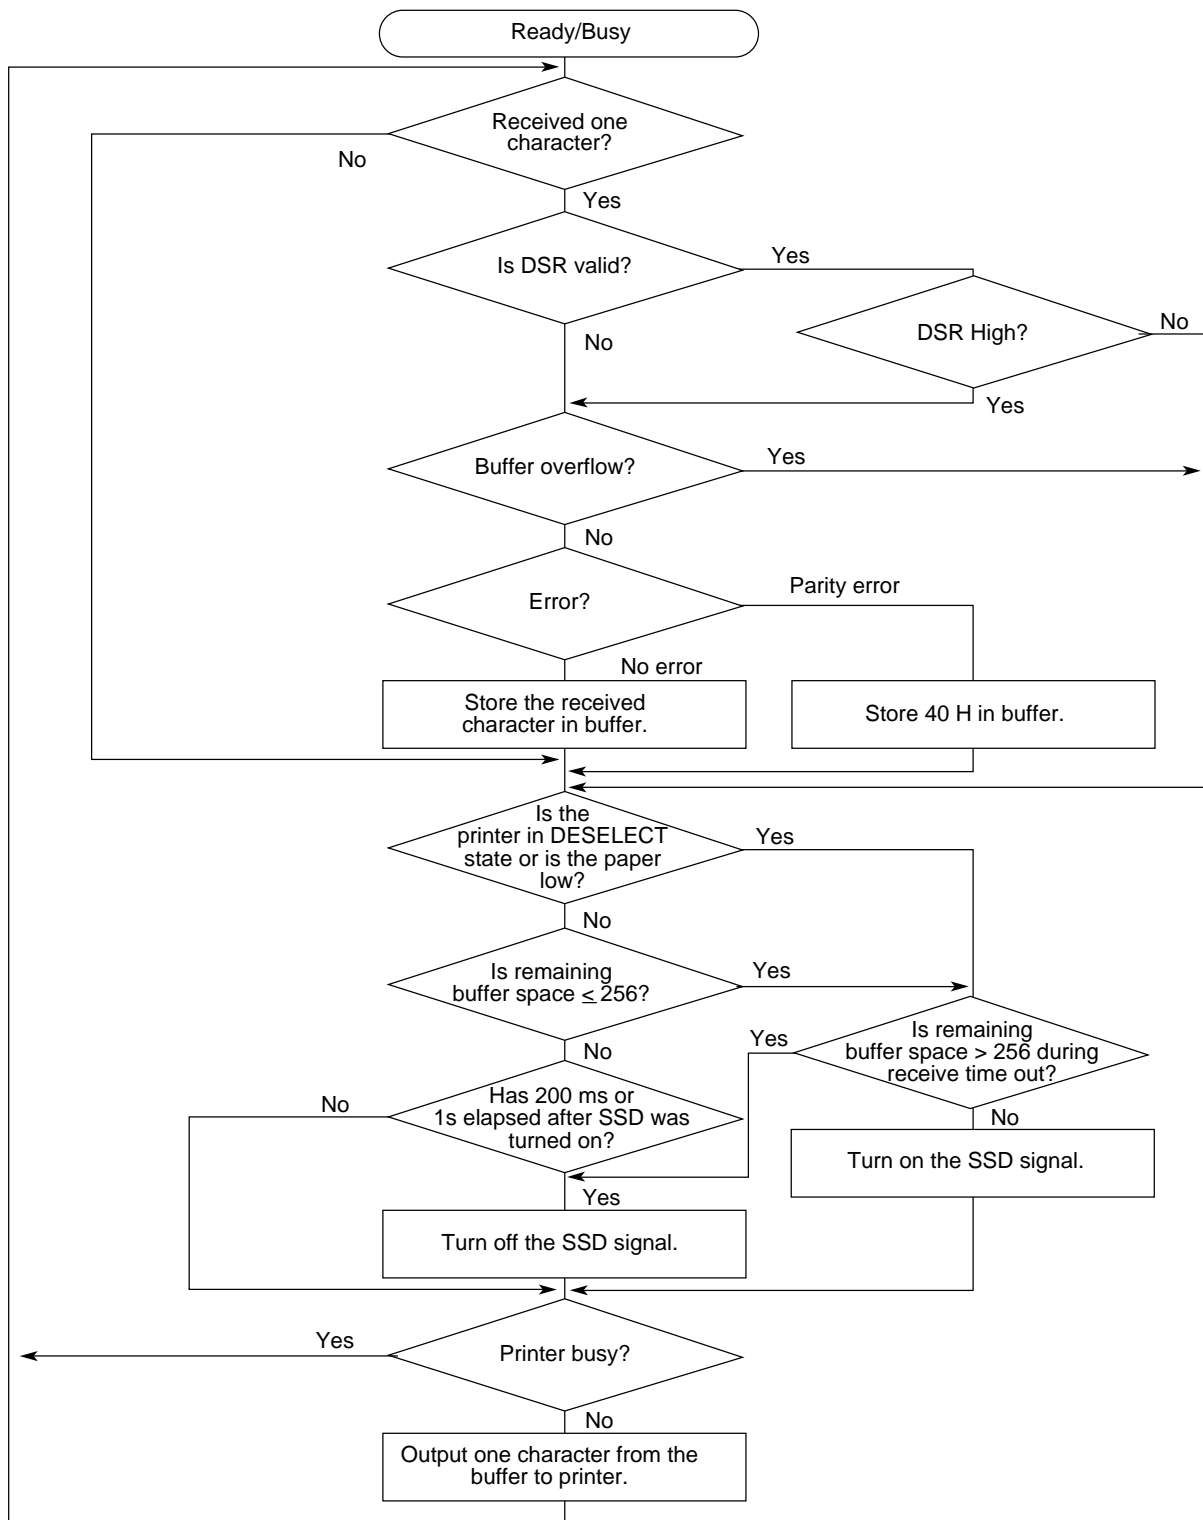 Ready/Busy
Received one
character?
No
Yes
Is DSR valid?
Yes
No
DSR High?
No
Yes
Buffer overflow?
Yes
No
Error?
Parity error
No error
Store the received
character in buffer.
Store 40 H in buffer.
Is the
printer in DESELECT
state or is the paper
low?
Yes
No
Is remaining
buffer space ≤ 256?
Yes
No
Is remaining
buffer space > 256 during
receive time out?
Yes
No
Has 200 ms or
1s elapsed after SSD was
turned on?
No
Yes
Turn on the SSD signal.
Turn off the SSD signal.
Printer busy?
Yes
No
Output one character from the
buffer to printer.